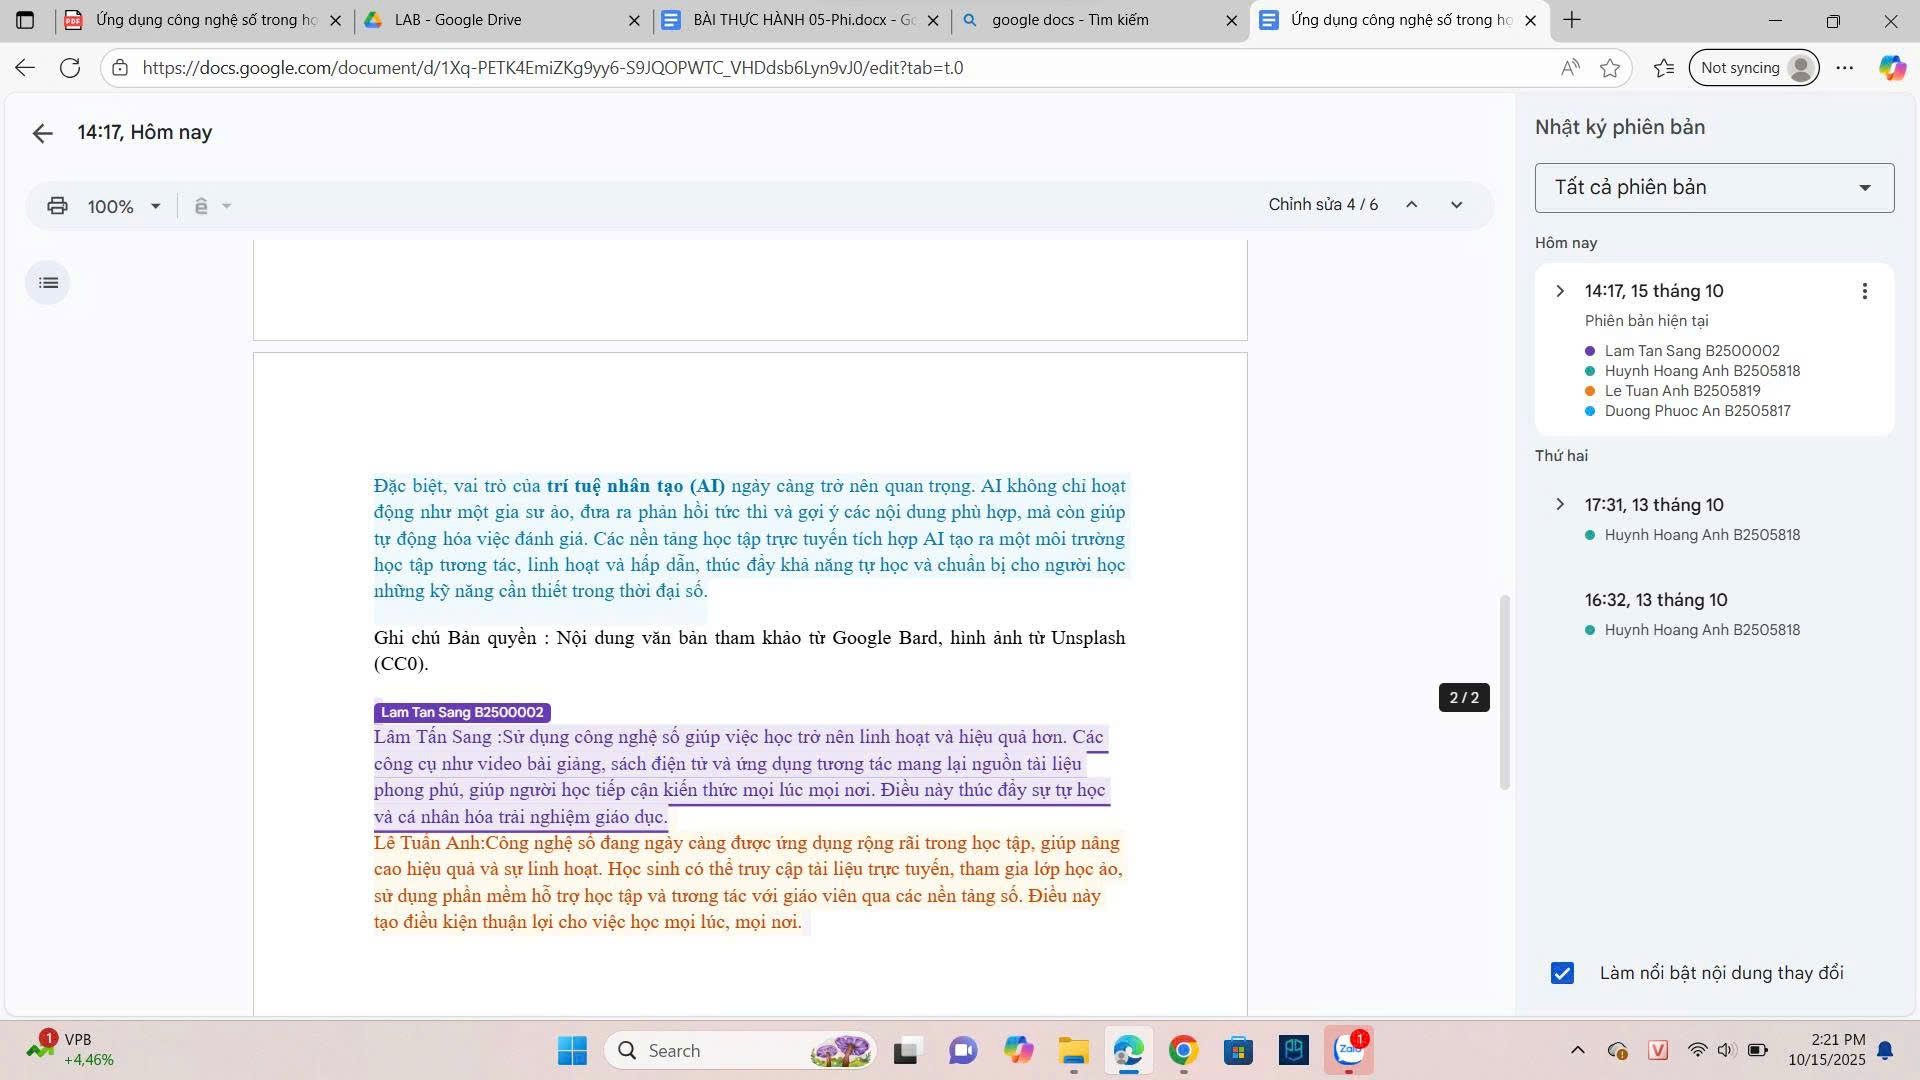 Ứng dụng công nghệ số trong họ
LAB - Google Drive
BÀI THỰC HÀNH 05-Phi.docx - Go
google docs - Tìm kiếm
Ứng dụng công nghệ số trong họ
https://docs.google.com/document/d/1Xq-PETK4EmiZKg9yy6-S9JQOPWTC_VHDdsb6Lyn9vJ0/edit?tab=t.0
Not syncing
14:17, Hôm nay
100%
Chỉnh sửa 4 / 6
Đặc biệt, vai trò của trí tuệ nhân tạo (AI) ngày càng trở nên quan trọng. AI không chỉ hoạt
động như một gia sư ảo, đưa ra phản hồi tức thì và gợi ý các nội dung phù hợp, mà còn giúp
tự động hóa việc đánh giá. Các nền tảng học tập trực tuyến tích hợp AI tạo ra một môi trường
học tập tương tác, linh hoạt và hấp dẫn, thúc đẩy khả năng tự học và chuẩn bị cho người học
những kỹ năng cần thiết trong thời đại số.
Ghi chú Bản quyền : Nội dung văn bản tham khảo từ Google Bard, hình ảnh từ Unsplash
(CC0).
Lam Tan Sang B2500002
Lâm Tấn Sang :Sử dụng công nghệ số giúp việc học trở nên linh hoạt và hiệu quả hơn. Các
công cụ như video bài giảng, sách điện tử và ứng dụng tương tác mang lại nguồn tài liệu
phong phú, giúp người học tiếp cận kiến thức mọi lúc mọi nơi. Điều này thúc đẩy sự tự học
và cá nhân hóa trải nghiệm giáo dục.
Lê Tuấn Anh:Công nghệ số đang ngày càng được ứng dụng rộng rãi trong học tập, giúp nâng
cao hiệu quả và sự linh hoạt. Học sinh có thể truy cập tài liệu trực tuyến, tham gia lớp học ảo,
sử dụng phần mềm hỗ trợ học tập và tương tác với giáo viên qua các nền tảng số. Điều này
tạo điều kiện thuận lợi cho việc học mọi lúc, mọi nơi.
2 / 2
Nhật ký phiên bản
Tất cả phiên bản
Hôm nay
14:17, 15 tháng 10
Phiên bản hiện tại
Lam Tan Sang B2500002
Huynh Hoang Anh B2505818
Le Tuan Anh B2505819
Duong Phuoc An B2505817
Thứ hai
17:31, 13 tháng 10
Huynh Hoang Anh B2505818
16:32, 13 tháng 10
Huynh Hoang Anh B2505818
Làm nổi bật nội dung thay đổi
1
VPB
+4,46%
Search
Zalo
1
2:21 PM
10/15/2025